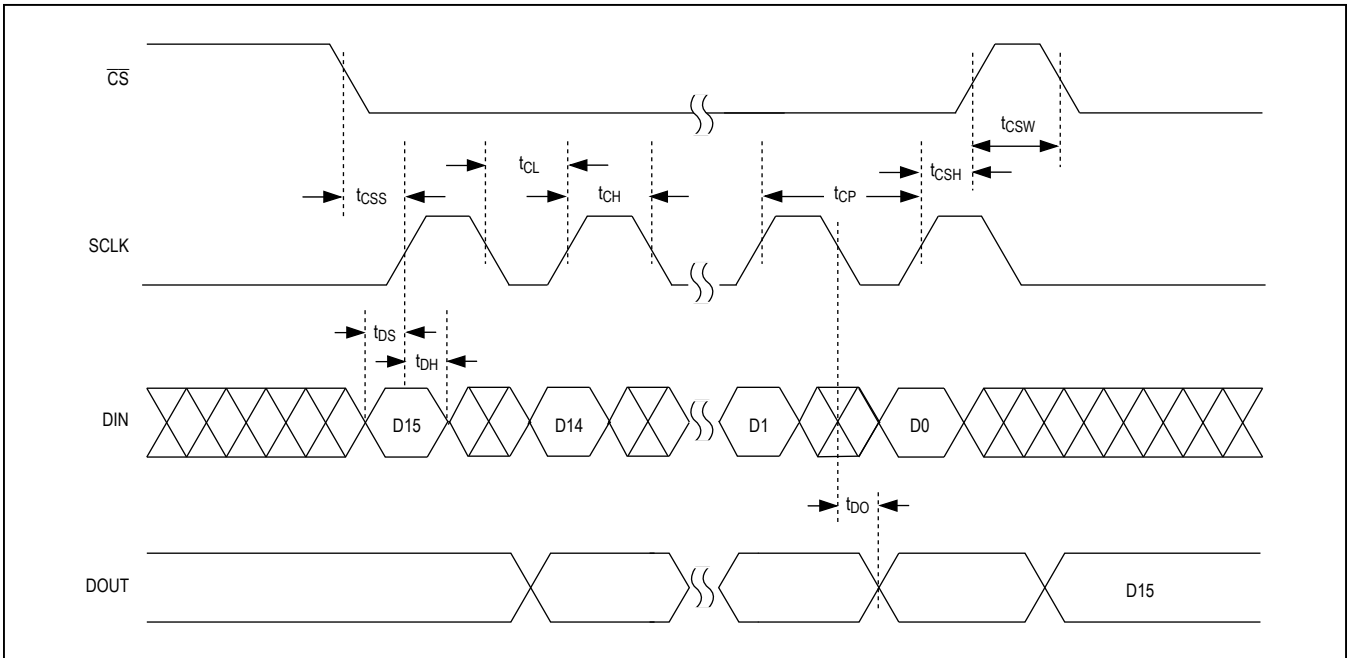 CS
tCSW
tCL
tCSH
tCSS
tCH
tCP
SCLK
tDS
tDH
DIN
D15
D14
D1
D0
tDO
DOUT
D15